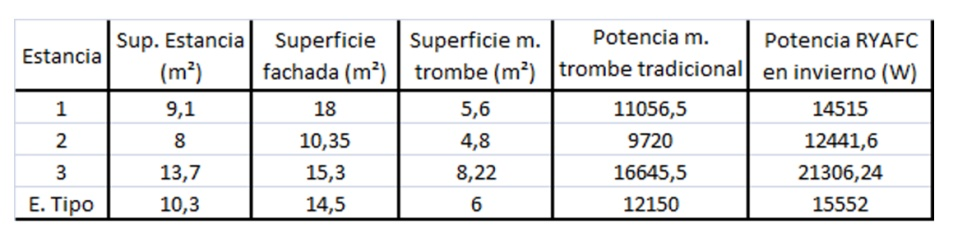 Estancia Sup. Estancia (m²) Superficie fachada (m²) Superficie m. trombe (m²) Potencia m. trombe tradicional Potencia RYAFC en invierno (W)
1 9,1 18 5,6 11056,5 14515
2 8 10,35 4,8 9720 12441,6
3 13,7 15,3 8,22 16645,5 21306,24
E. Tipo 10,3 14,5 6 12150 15552